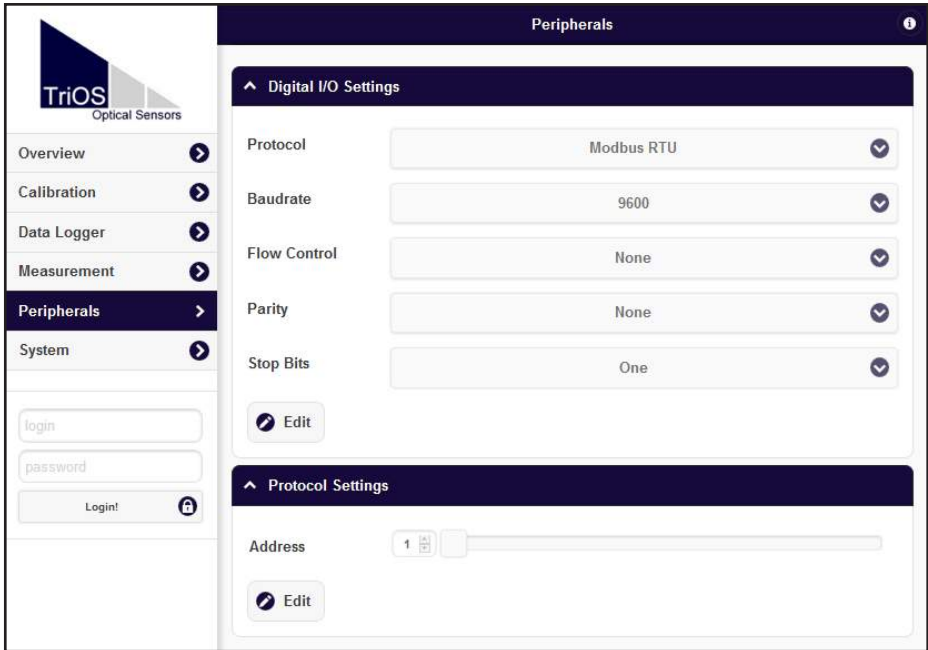 TriOS
Optical Sensors
Overview
Calibration
Data Logger
Measurement
Peripherals
System
login
password
Login!
Peripherals
Digital I/O Settings
Protocol Modbus RTU
Baudrate 9600
Flow Control None
Parity None
Stop Bits One
Edit
Protocol Settings
Address 1
Edit